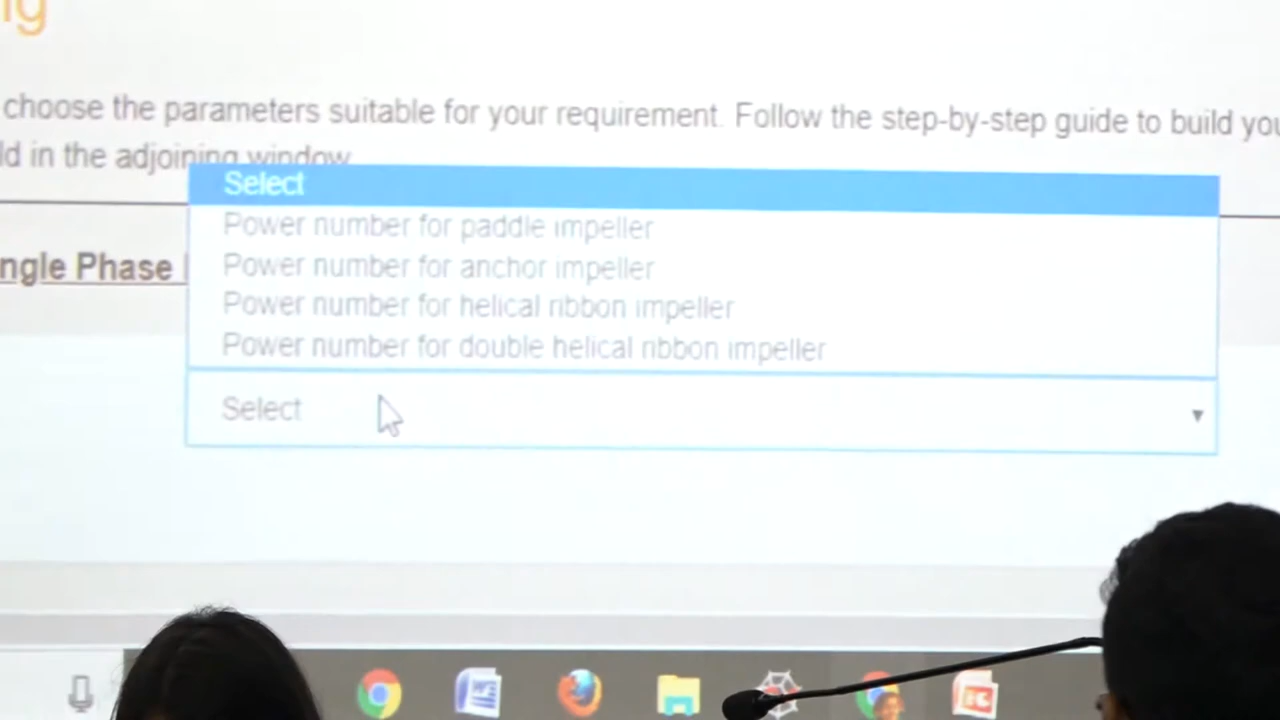 ng
choose the parameters suitable for your requirement. Follow the step-by-step guide to build you
ld in the adjoining window.
Select
Power number for paddle impeller
ngle Phase
Power number for anchor impeller
Power number for helical ribbon impeller
Power number for double helical ribbon impeller
Select